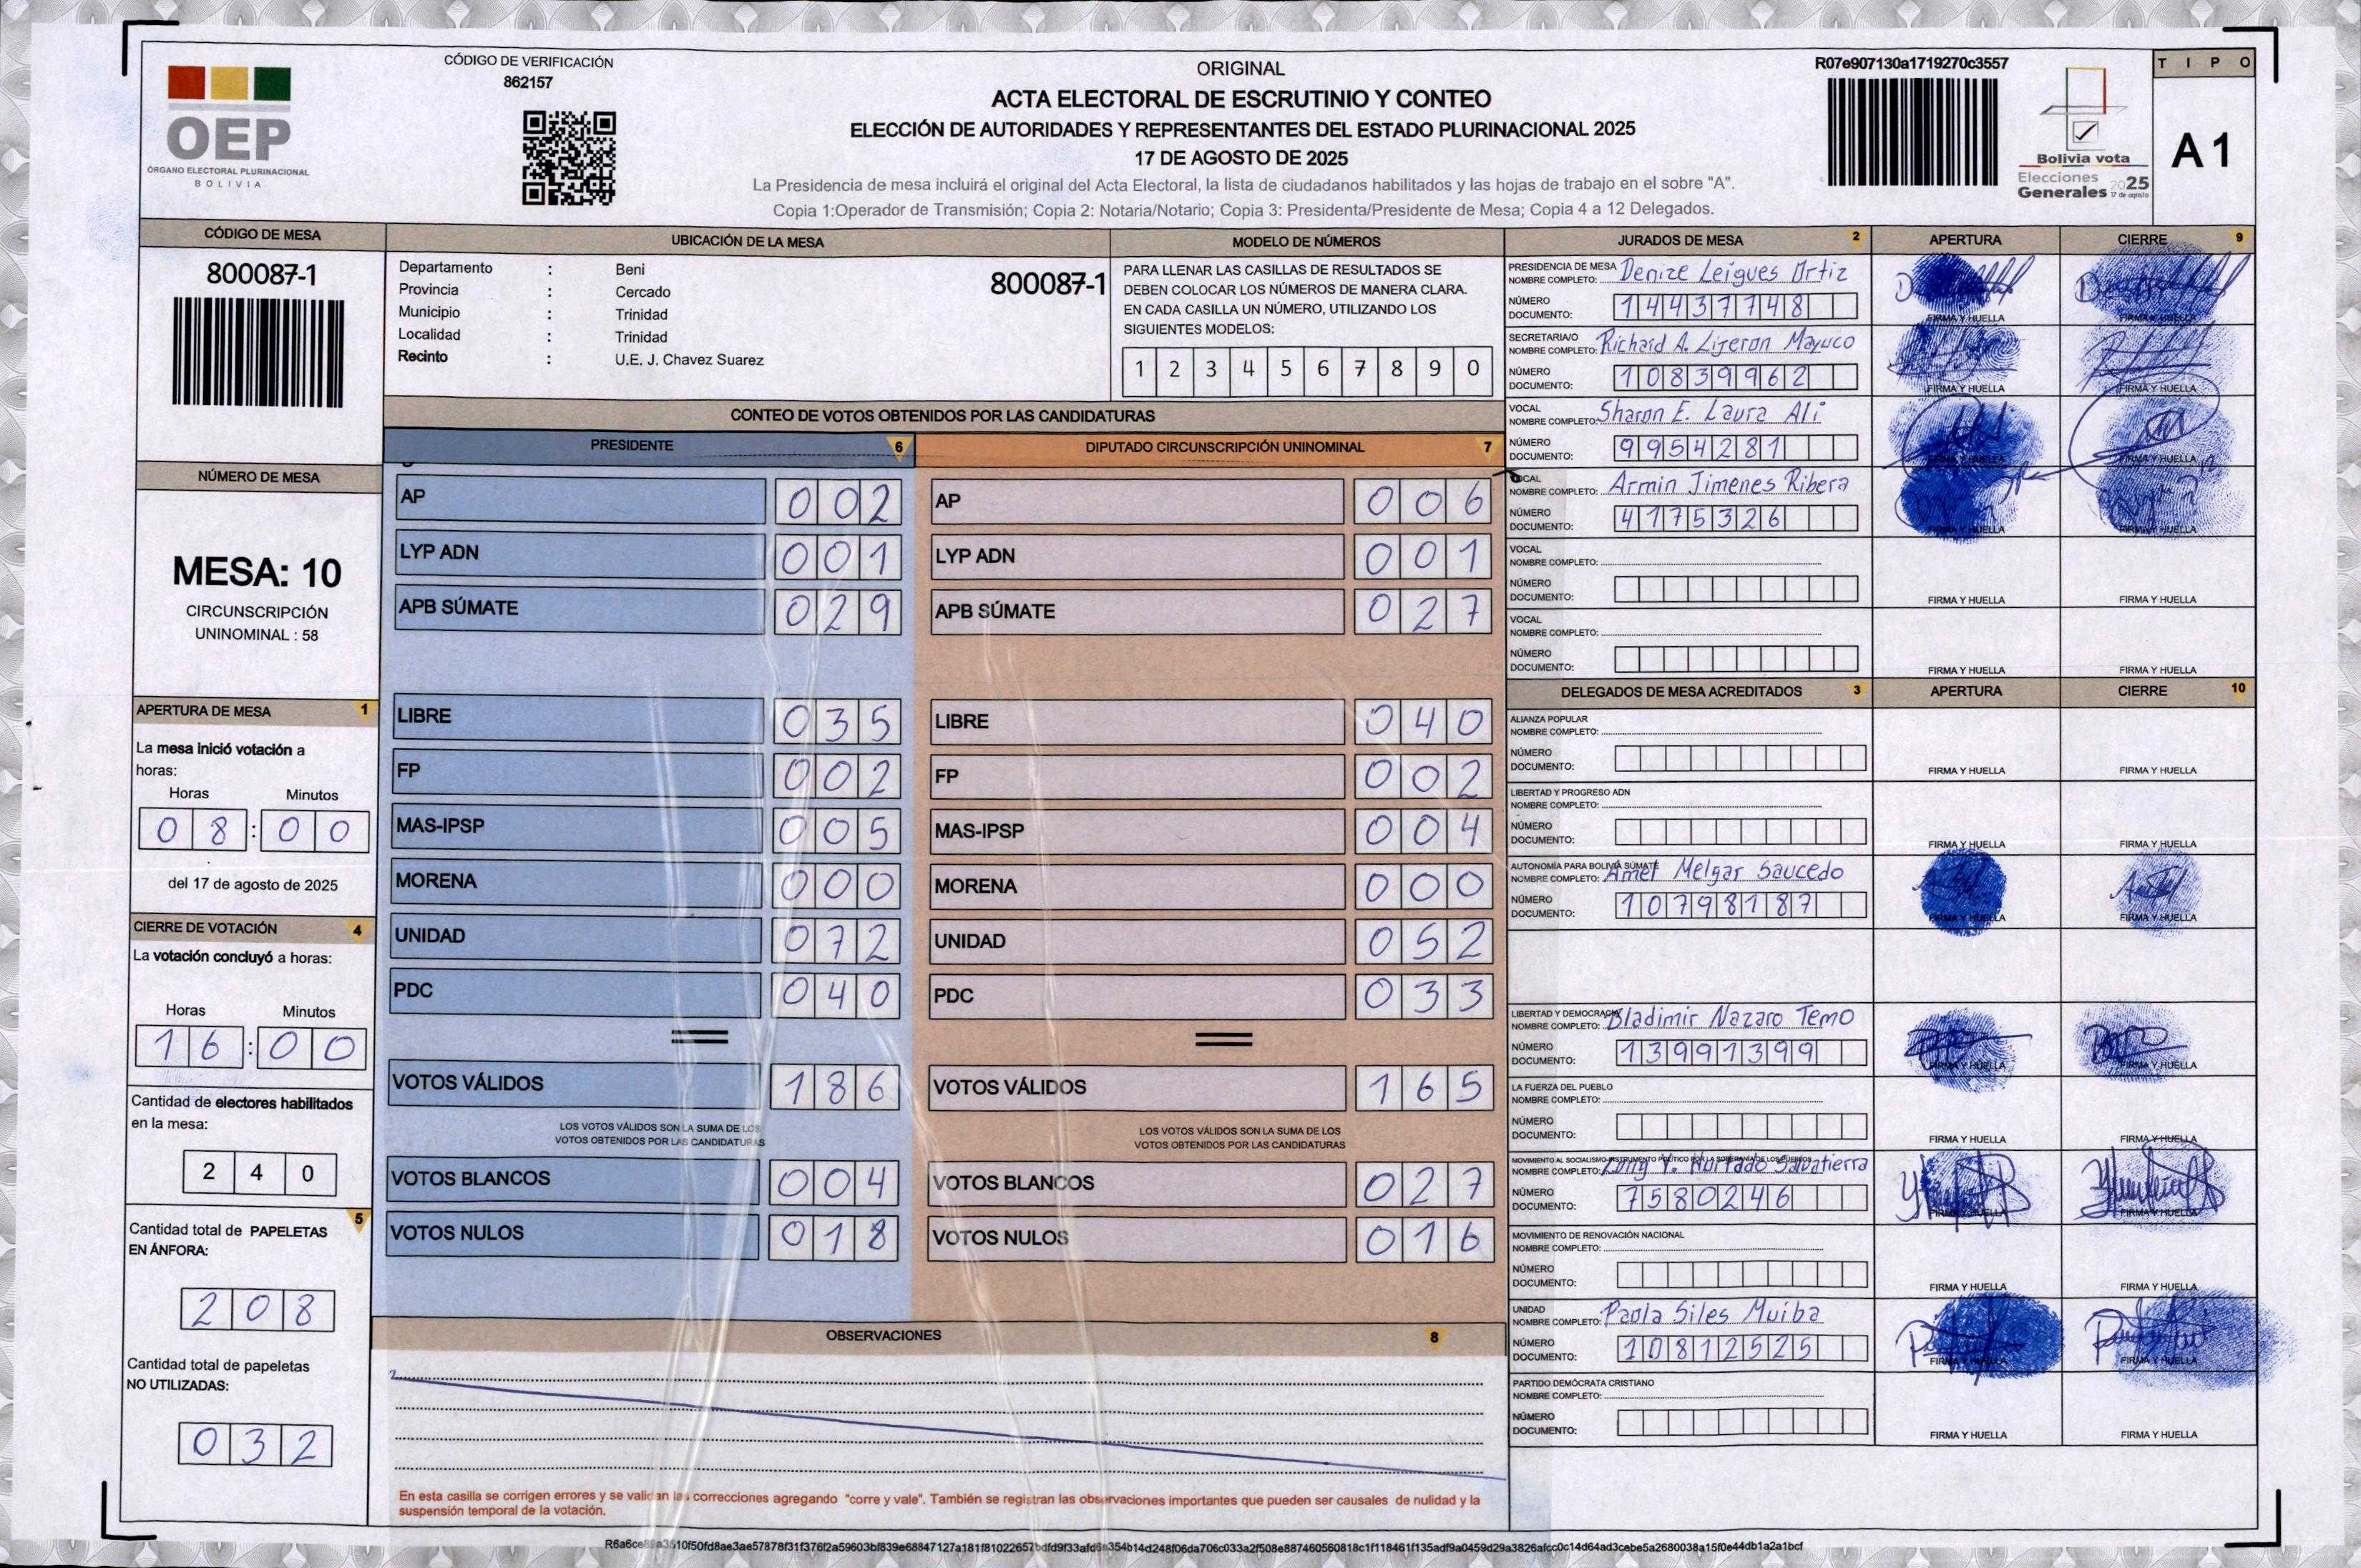 CÓDIGO DE VERIFICACIÓN
862157
OEP
ÓRGANO ELECTORAL PLURINACIONAL
BOLIVIA
ORIGINAL
ACTA ELECTORAL DE ESCRUTINIO Y CONTEO
ELECCIÓN DE AUTORIDADES Y REPRESENTANTES DEL ESTADO PLURINACIONAL 2025
17 DE AGOSTO DE 2025
La Presidencia de mesa incluirá el original del Acta Electoral, la lista de ciudadanos habilitados y las hojas de trabajo en el sobre "A".
Copia 1:Operador de Transmisión; Copia 2: Notaria/Notario; Copia 3: Presidenta/Presidente de Mesa; Copia 4 a 12 Delegados.
R07e907130a1719270c3557
Bolivia vota
Elecciones
Generales 2025
17 de agosto
TIPO
A 1
CÓDIGO DE MESA
800087-1
NÚMERO DE MESA
MESA: 10
CIRCUNSCRIPCIÓN
UNINOMINAL : 58
APERTURA DE MESA 1
La mesa inició votación a
horas:
Horas Minutos
08:00
del 17 de agosto de 2025
CIERRE DE VOTACIÓN 4
La votación concluyó a horas:
Horas Minutos
16:00
Cantidad de electores habilitados
en la mesa:
240
Cantidad total de PAPELETAS 5
EN ÁNFORA:
208
Cantidad total de papeletas
NO UTILIZADAS:
032
UBICACIÓN DE LA MESA
Departamento : Beni
Provincia : Cercado
Municipio : Trinidad
Localidad : Trinidad
Recinto : U.E. J. Chavez Suarez
800087-1
MODELO DE NÚMEROS
PARA LLENAR LAS CASILLAS DE RESULTADOS SE
DEBEN COLOCAR LOS NÚMEROS DE MANERA CLARA.
EN CADA CASILLA UN NÚMERO, UTILIZANDO LOS
SIGUIENTES MODELOS:
1 2 3 4 5 6 7 8 9 0
CONTEO DE VOTOS OBTENIDOS POR LAS CANDIDATURAS
PRESIDENTE 6
AP 002
LYP ADN 001
APB SÚMATE 029
LIBRE 035
FP 002
MAS-IPSP 005
MORENA 000
UNIDAD 072
PDC 040
VOTOS VÁLIDOS 186
LOS VOTOS VÁLIDOS SON LA SUMA DE LOS
VOTOS OBTENIDOS POR LAS CANDIDATURAS
VOTOS BLANCOS 004
VOTOS NULOS 018
DIPUTADO CIRCUNSCRIPCIÓN UNINOMINAL 7
AP 006
LYP ADN 001
APB SÚMATE 027
LIBRE 040
FP 002
MAS-IPSP 004
MORENA 000
UNIDAD 052
PDC 033
VOTOS VÁLIDOS 165
LOS VOTOS VÁLIDOS SON LA SUMA DE LOS
VOTOS OBTENIDOS POR LAS CANDIDATURAS
VOTOS BLANCOS 027
VOTOS NULOS 016
OBSERVACIONES 8
En esta casilla se corrigen errores y se validan las correcciones agregando "corre y vale". También se registran las observaciones importantes que pueden ser causales de nulidad y la
suspensión temporal de la votación.
JURADOS DE MESA 2 APERTURA CIERRE 9
PRESIDENCIA DE MESA
NOMBRE COMPLETO: Denize Leigues Ortiz
NÚMERO
DOCUMENTO: 14437748
FIRMA Y HUELLA FIRMA Y HUELLA
SECRETARIA/O
NOMBRE COMPLETO: Richard A. Lijeron Mayuco
NÚMERO
DOCUMENTO: 10839962
FIRMA Y HUELLA FIRMA Y HUELLA
VOCAL
NOMBRE COMPLETO: Sharon E. Laura Ali
NÚMERO
DOCUMENTO: 9954281
FIRMA Y HUELLA FIRMA Y HUELLA
VOCAL
NOMBRE COMPLETO: Armin Jimenes Ribera
NÚMERO
DOCUMENTO: 4175326
FIRMA Y HUELLA FIRMA Y HUELLA
VOCAL
NOMBRE COMPLETO:
NÚMERO
DOCUMENTO:
FIRMA Y HUELLA FIRMA Y HUELLA
VOCAL
NOMBRE COMPLETO:
NÚMERO
DOCUMENTO:
FIRMA Y HUELLA FIRMA Y HUELLA
DELEGADOS DE MESA ACREDITADOS 3 APERTURA CIERRE 10
ALIANZA POPULAR
NOMBRE COMPLETO:
NÚMERO
DOCUMENTO:
FIRMA Y HUELLA FIRMA Y HUELLA
LIBERTAD Y PROGRESO ADN
NOMBRE COMPLETO:
NÚMERO
DOCUMENTO:
FIRMA Y HUELLA FIRMA Y HUELLA
AUTONOMÍA PARA BOLIVIA SÚMATE
NOMBRE COMPLETO: Amel Melgar Saucedo
NÚMERO
DOCUMENTO: 10798187
FIRMA Y HUELLA FIRMA Y HUELLA
LIBERTAD Y DEMOCRACIA
NOMBRE COMPLETO: Bladimir Nazaro Temo
NÚMERO
DOCUMENTO: 13991399
FIRMA Y HUELLA FIRMA Y HUELLA
LA FUERZA DEL PUEBLO
NOMBRE COMPLETO:
NÚMERO
DOCUMENTO:
FIRMA Y HUELLA FIRMA Y HUELLA
MOVIMIENTO AL SOCIALISMO-INSTRUMENTO POLÍTICO POR LA SOBERANÍA DE LOS PUEBLOS
NOMBRE COMPLETO: Y. Hurtado Salvatierra
NÚMERO
DOCUMENTO: 7580246
FIRMA Y HUELLA FIRMA Y HUELLA
MOVIMIENTO DE RENOVACIÓN NACIONAL
NOMBRE COMPLETO:
NÚMERO
DOCUMENTO:
FIRMA Y HUELLA FIRMA Y HUELLA
UNIDAD
NOMBRE COMPLETO: Paola Siles Muiba
NÚMERO
DOCUMENTO: 10812525
FIRMA Y HUELLA FIRMA Y HUELLA
PARTIDO DEMÓCRATA CRISTIANO
NOMBRE COMPLETO:
NÚMERO
DOCUMENTO:
FIRMA Y HUELLA FIRMA Y HUELLA